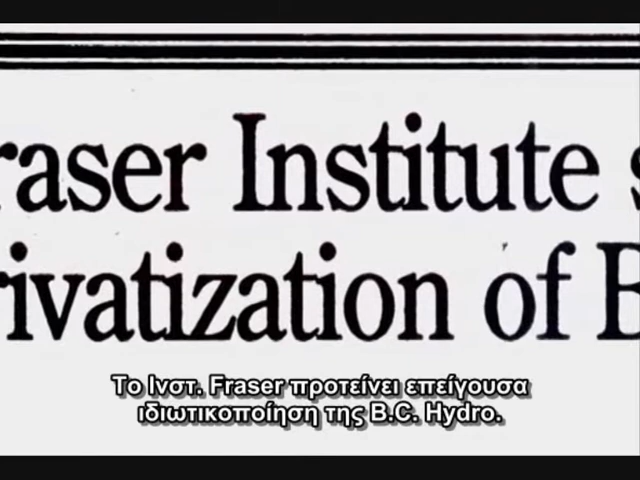 raser Institute s
rivatization of B
Το Ινστ. Fraser προτείνει επείγουσα
ιδιωτικοποίηση της B.C. Hydro.